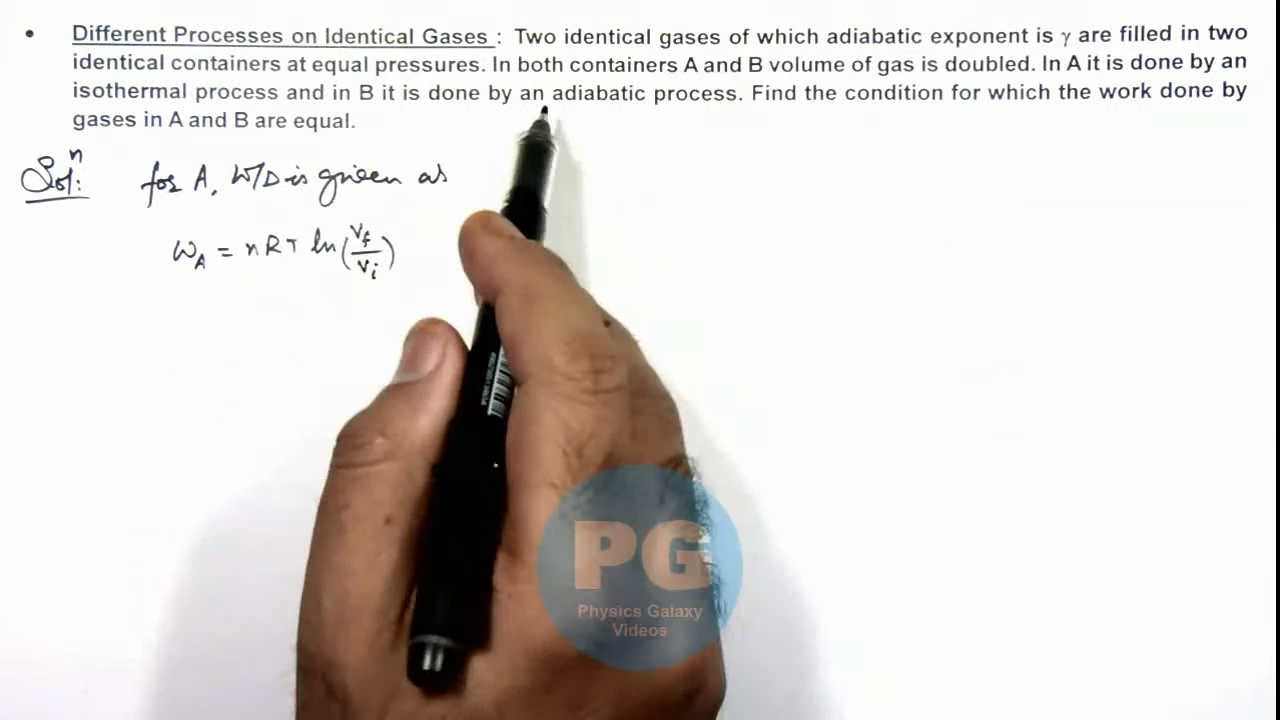 • Different Processes on Identical Gases : Two identical gases of which adiabatic exponent is γ are filled in two
identical containers at equal pressures. In both containers A and B volume of gas is doubled. In A it is done by an
isothermal process and in B it is done by an adiabatic process. Find the condition for which the work done by
gases in A and B are equal.
Solⁿ: for A, W/D is given as
W_A = nRT ln(V_f/V_i)
PG
Physics Galaxy
Videos